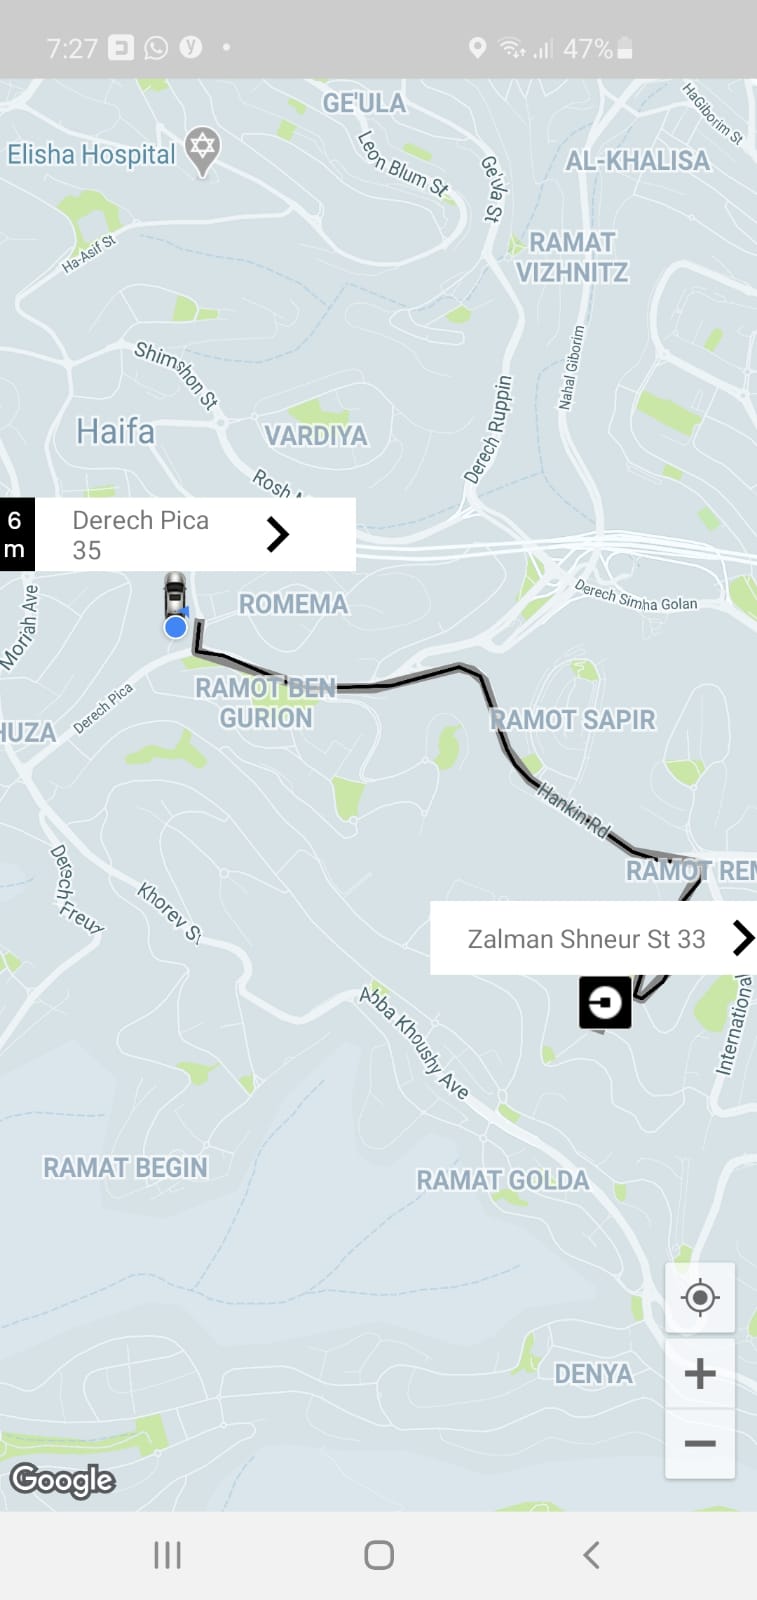 7:27
47%
GE'ULA
HaGiborim St
Leon Blum St
Elisha Hospital
AL-KHALISA
Ge'ula St
RAMAT
VIZHNITZ
Ha-Asif St
Shimshon St
Nahal Giborim
Derech Ruppin
Haifa
VARDIYA
Rosh
6
m
Derech Pica
35
Moriah Ave
ROMEMA
Derech Simha Golan
RAMOT BEN
GURION
Derech Pica
HUZA
RAMOT SAPIR
Hankin Rd
RAMOT REM
Derech Freud
Khorev St
Zalman Shneur St 33
International
Abba Khoushy Ave
RAMAT BEGIN
RAMAT GOLDA
DENYA
Google